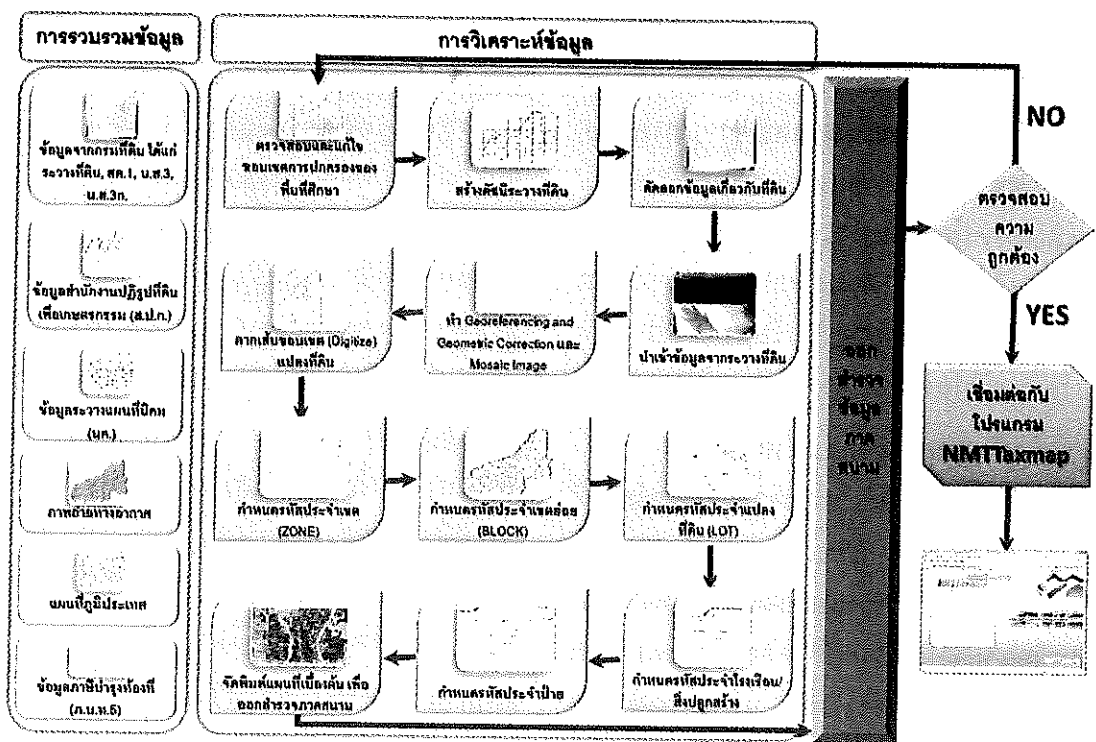 การรวบรวมข้อมูล
ข้อมูลจากกรมที่ดิน ได้แก่
ระวางที่ดิน, สค.1, น.ส.3,
น.ส.3ก.
ข้อมูลสำนักงานปฏิรูปที่ดิน
เพื่อเกษตรกรรม (ส.ป.ก.)
ข้อมูลระวางแผนที่นิคม
(นค.)
ภาพถ่ายทางอากาศ
แผนที่ภูมิประเทศ
ข้อมูลภาษีบำรุงท้องที่
(ภ.บ.ท.5)
การวิเคราะห์ข้อมูล
ตรวจสอบและแก้ไข
ขอบเขตการปกครองของ
พื้นที่ศึกษา
สร้างดัชนีระวางที่ดิน
คัดลอกข้อมูลเกี่ยวกับที่ดิน
นำเข้าข้อมูลจากระวางที่ดิน
ทำ Georeferencing and
Geometric Correction และ
Mosaic Image
ลากเส้นขอบเขต (Digitize)
แปลงที่ดิน
กำหนดรหัสประจำเขต
(ZONE)
กำหนดรหัสประจำเขตย่อย
(BLOCK)
กำหนดรหัสประจำแปลง
ที่ดิน (LOT)
กำหนดรหัสประจำโรงเรือน/
สิ่งปลูกสร้าง
กำหนดรหัสประจำป้าย
จัดพิมพ์แผนที่เบื้องต้น เพื่อ
ออกสำรวจภาคสนาม
ออก
สำรวจ
ข้อมูล
ภาค
สนาม
NO
ตรวจสอบ
ความ
ถูกต้อง
YES
เชื่อมต่อกับ
โปรแกรม
NMTTaxmap